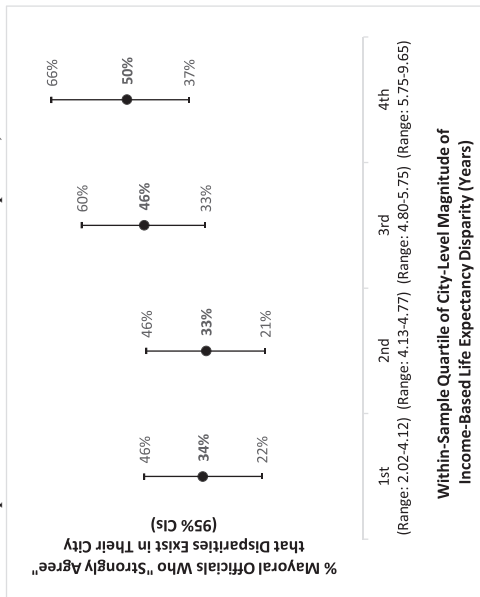 % Mayoral Officials Who "Strongly Agree"
that Disparities Exist in Their City
(95% CIs)
46%
34%
22%
46%
33%
21%
60%
46%
33%
66%
50%
37%
1st
2nd
3rd
4th
(Range: 2.02-4.12) (Range: 4.13-4.77) (Range: 4.80-5.75) (Range: 5.75-9.65)
Within-Sample Quartile of City-Level Magnitude of
Income-Based Life Expectancy Disparity (Years)